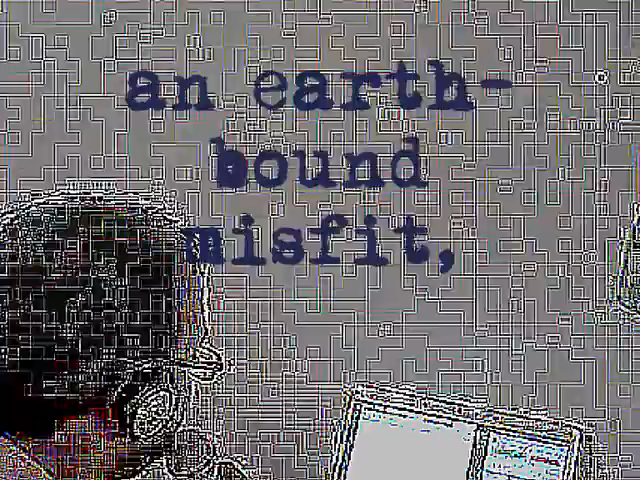 an earth-
bound
misfit,